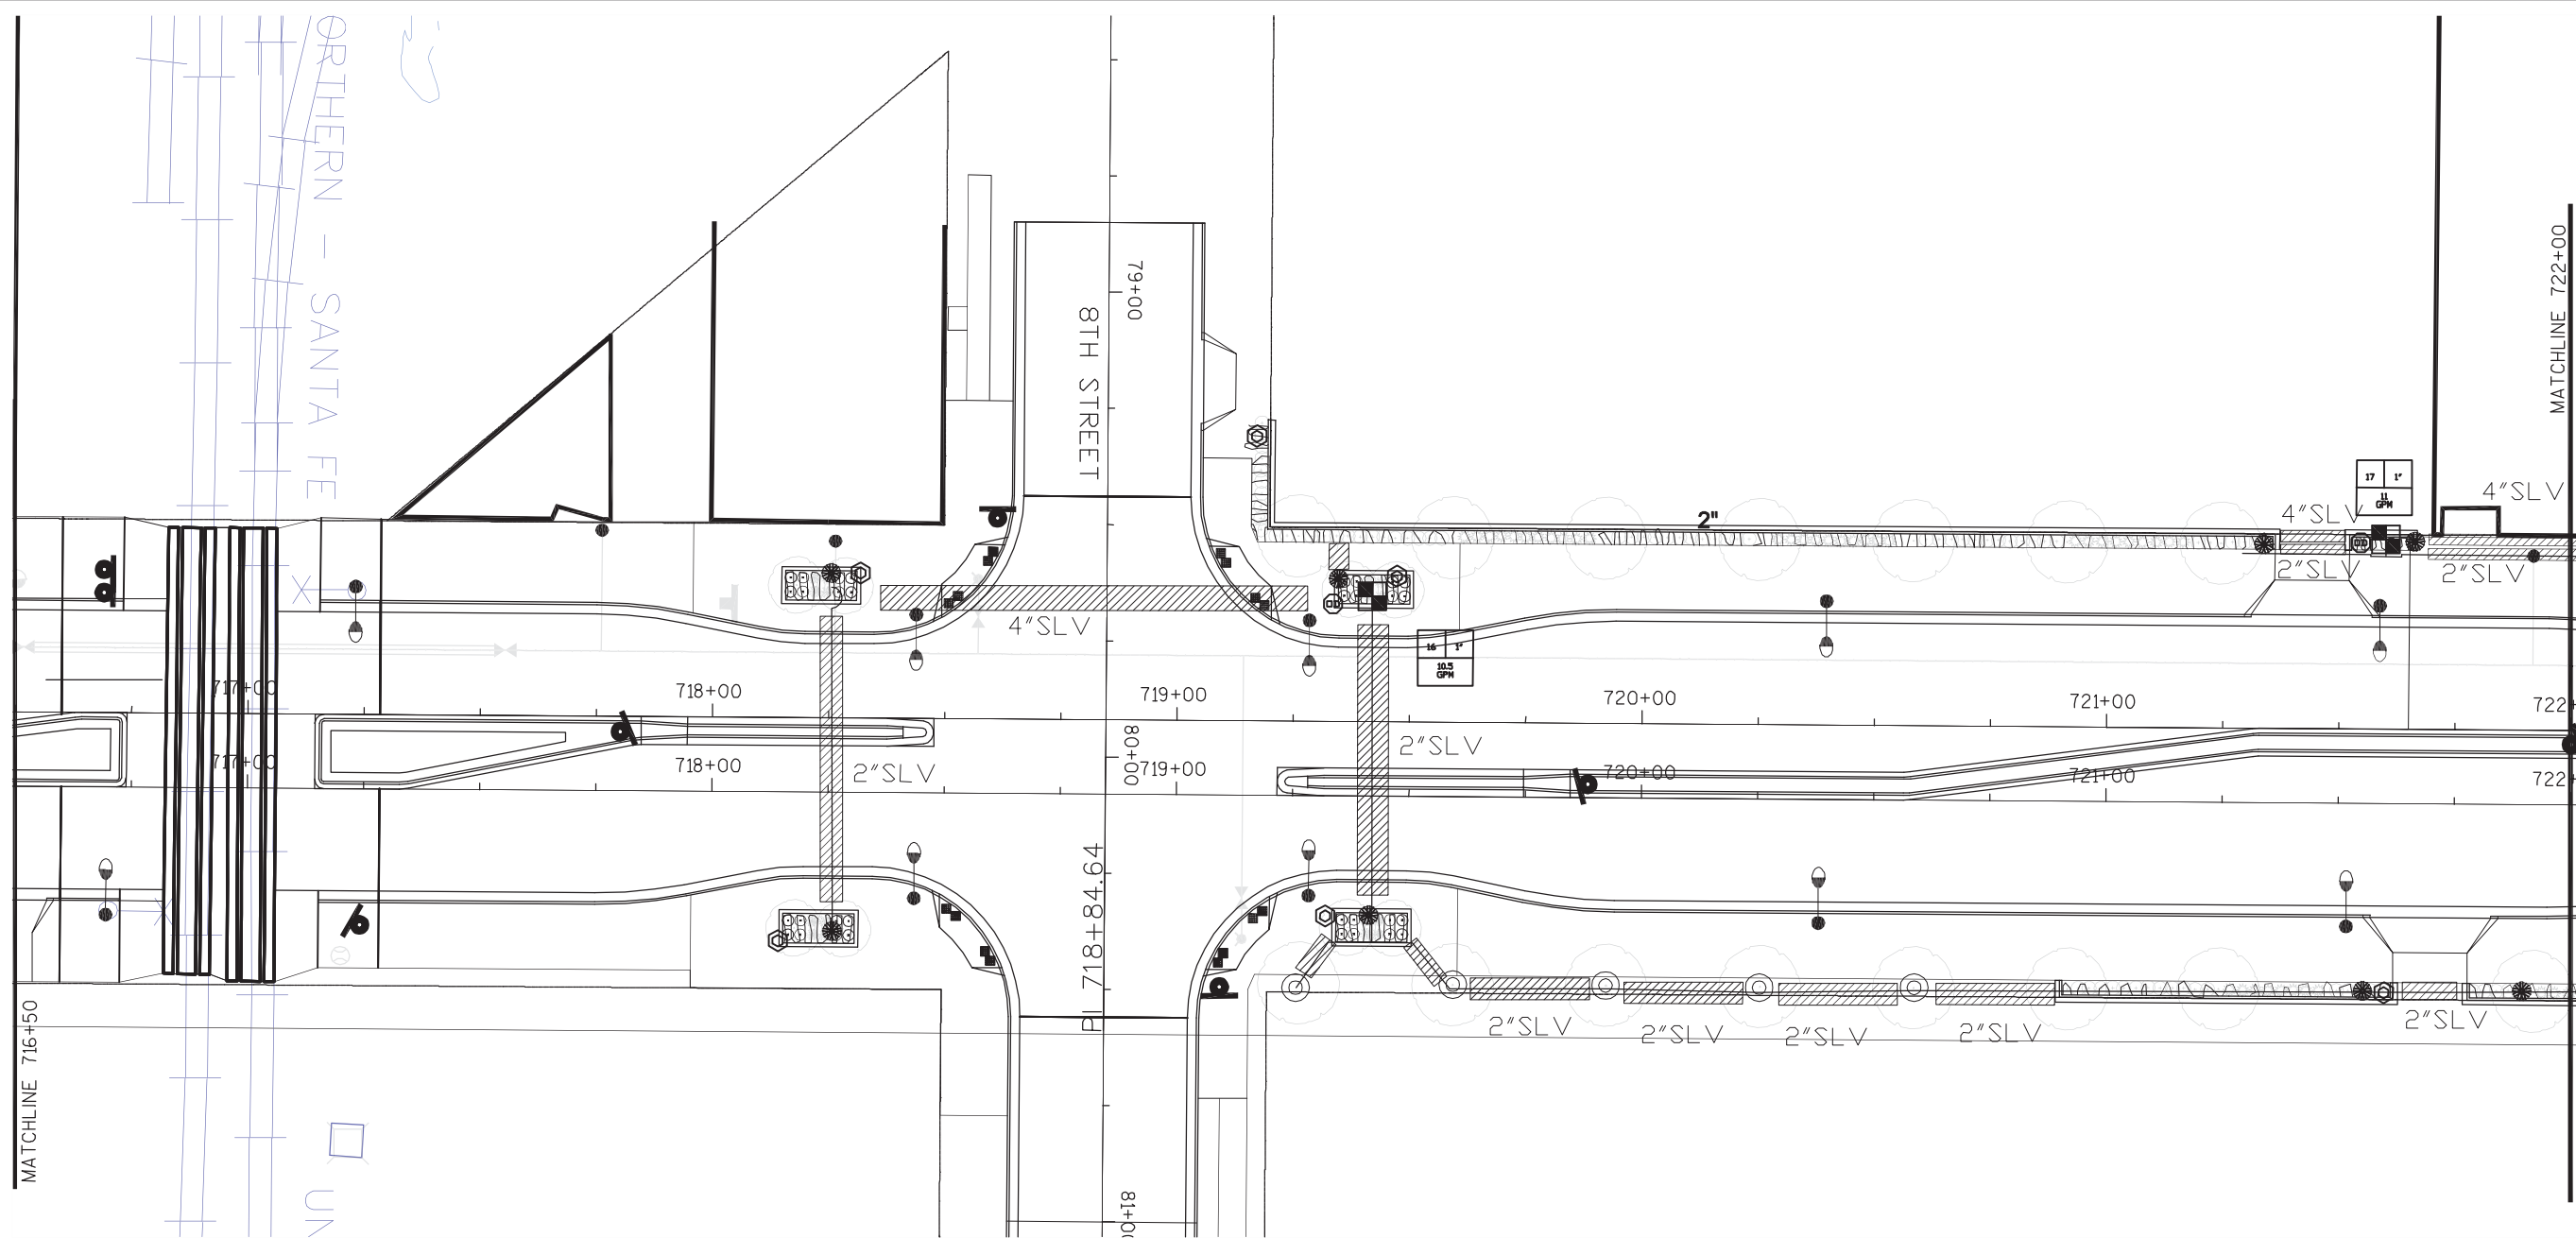 ORTHERN - SANTA FE
MATCHLINE 722+00
79+00
8TH STREET
17 1"
11
GPM
4"SLV
4"SLV
2"
2"SLV
2"SLV
4"SLV
16 1"
10.5
GPM
717+00
718+00
719+00
720+00
721+00
722+
80+00
2"SLV
717+00
718+00
2"SLV
719+00
720+00
721+00
722+
PI 718+84.64
MATCHLINE 716+50
2"SLV
2"SLV
2"SLV
2"SLV
2"SLV
81+00
UN